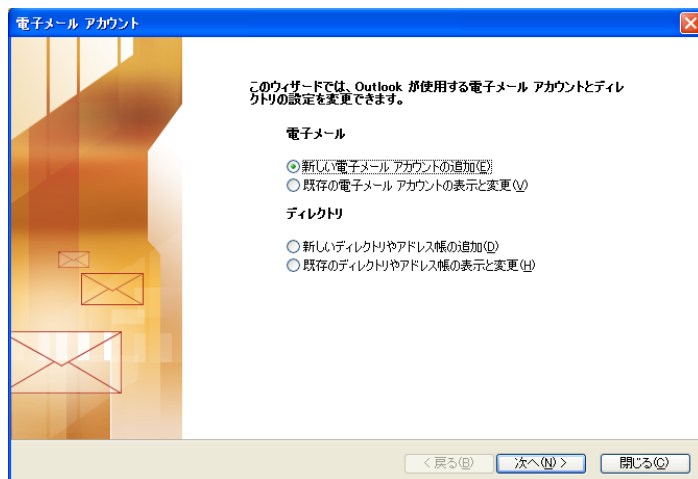 電子メール アカウント
このウィザードでは、Outlook が使用する電子メール アカウントとディレ
クトリの設定を変更できます。
電子メール
新しい電子メール アカウントの追加(E)
既存の電子メール アカウントの表示と変更(V)
ディレクトリ
新しいディレクトリやアドレス帳の追加(D)
既存のディレクトリやアドレス帳の表示と変更(H)
< 戻る(B)
次へ(N) >
閉じる(C)